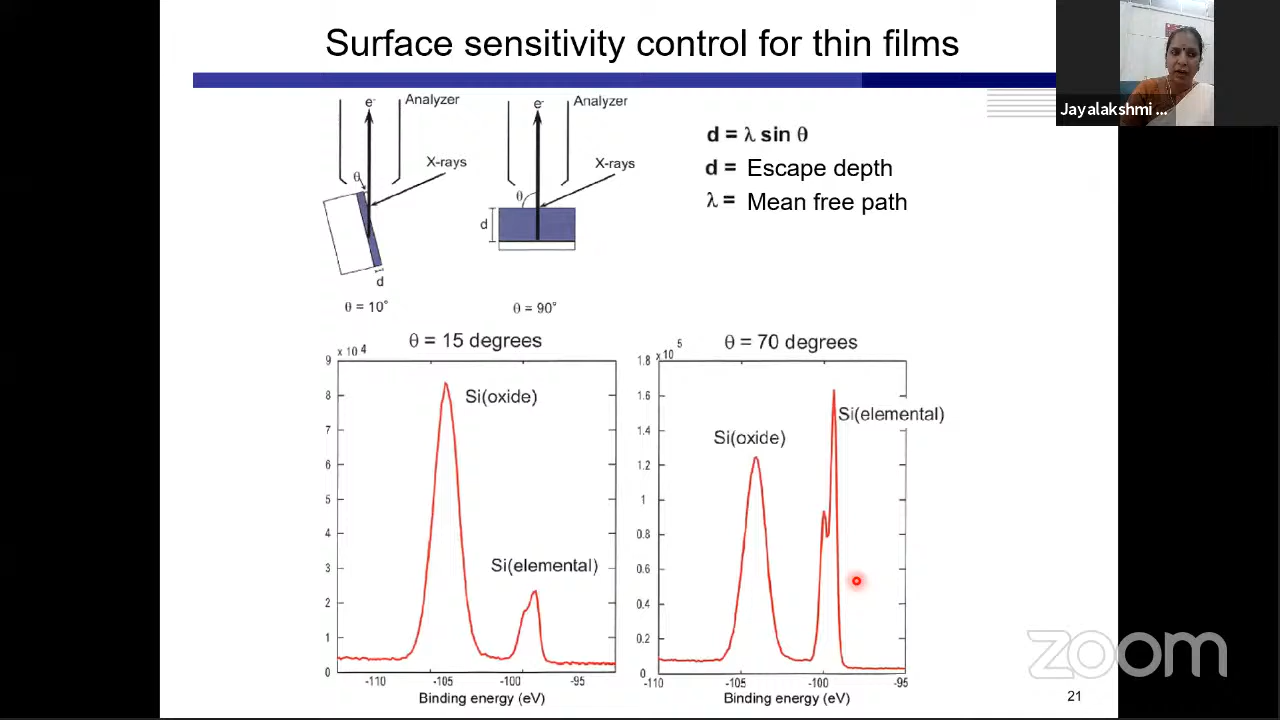 Surface sensitivity control for thin films
Jayalakshmi ...
e-
Analyzer
e-
Analyzer
X-rays
X-rays
θ
θ
d
d
θ = 10°
θ = 90°
d = λ sin θ
d = Escape depth
λ = Mean free path
θ = 15 degrees
x 10 4
9
8
7
6
5
4
3
2
1
0
Si(oxide)
Si(elemental)
-110 -105 -100 -95
Binding energy (eV)
θ = 70 degrees
x 10 5
1.8
1.6
1.4
1.2
1
0.8
0.6
0.4
0.2
0
Si(oxide)
Si(elemental)
-110 -105 -100 -95
Binding energy (eV)
zoom
21